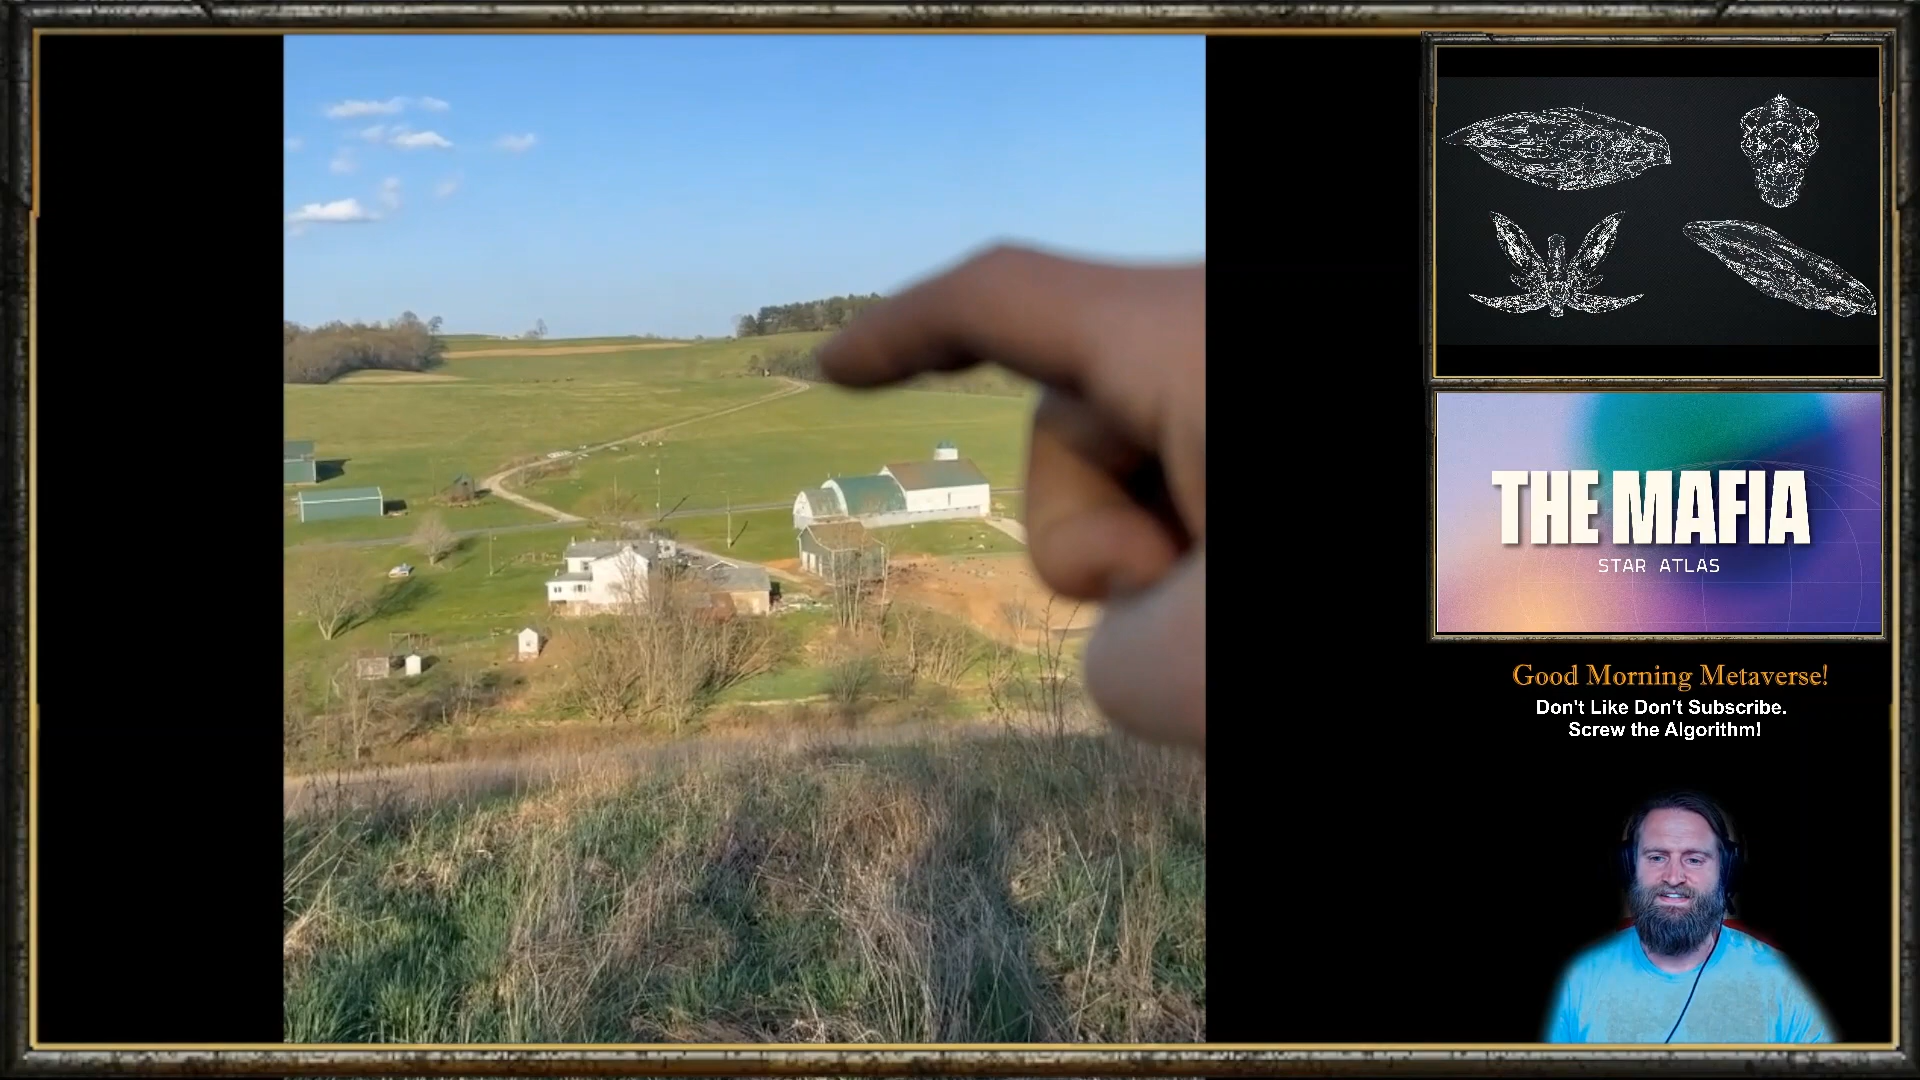 THE MAFIA
STAR ATLAS
Good Morning Metaverse!
Don't Like Don't Subscribe.
Screw the Algorithm!